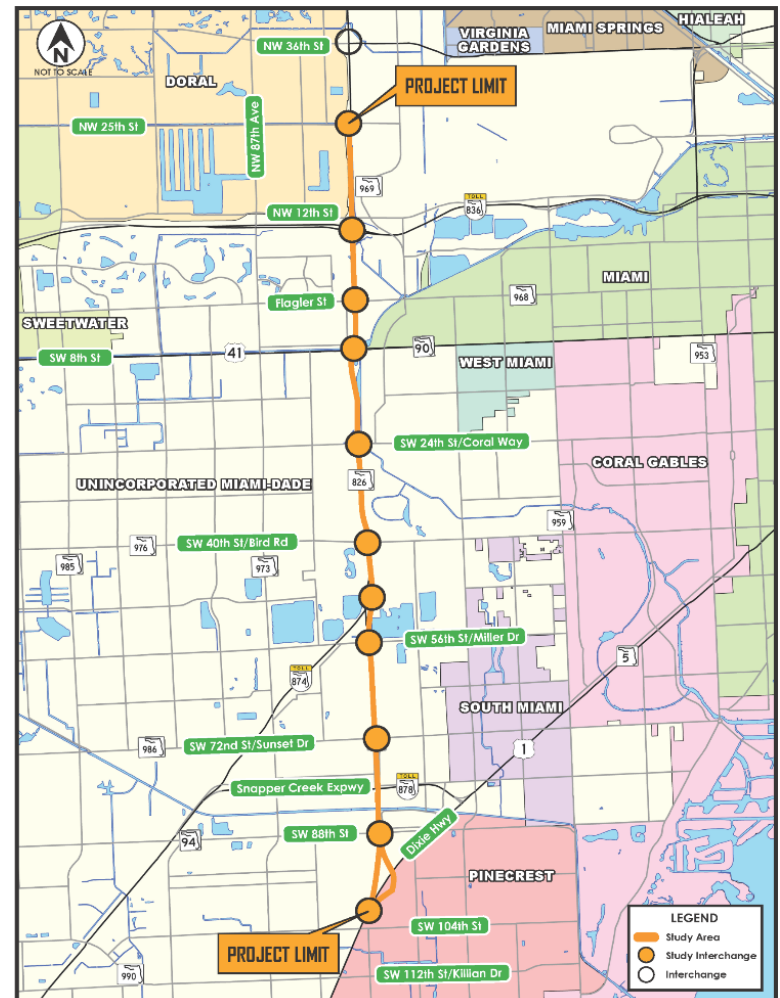 N
NOT TO SCALE
HIALEAH
MIAMI SPRINGS
VIRGINIA
GARDENS
NW 36th St
DORAL
PROJECT LIMIT
NW 87th Ave
NW 25th St
969
TOLL
836
NW 12th St
MIAMI
968
Flagler St
SWEETWATER
41
90
953
SW 8th St
WEST MIAMI
SW 24th St/Coral Way
CORAL GABLES
826
UNINCORPORATED MIAMI-DADE
959
976
SW 40th St/Bird Rd
985
973
SW 56th St/Miller Dr
5
TOLL
874
SOUTH MIAMI
986
SW 72nd St/Sunset Dr
1
Snapper Creek Expwy
TOLL
878
94
SW 88th St
Dixie Hwy
PINECREST
SW 104th St
PROJECT LIMIT
990
SW 112th St/Killian Dr
LEGEND
Study Area
Study Interchange
Interchange